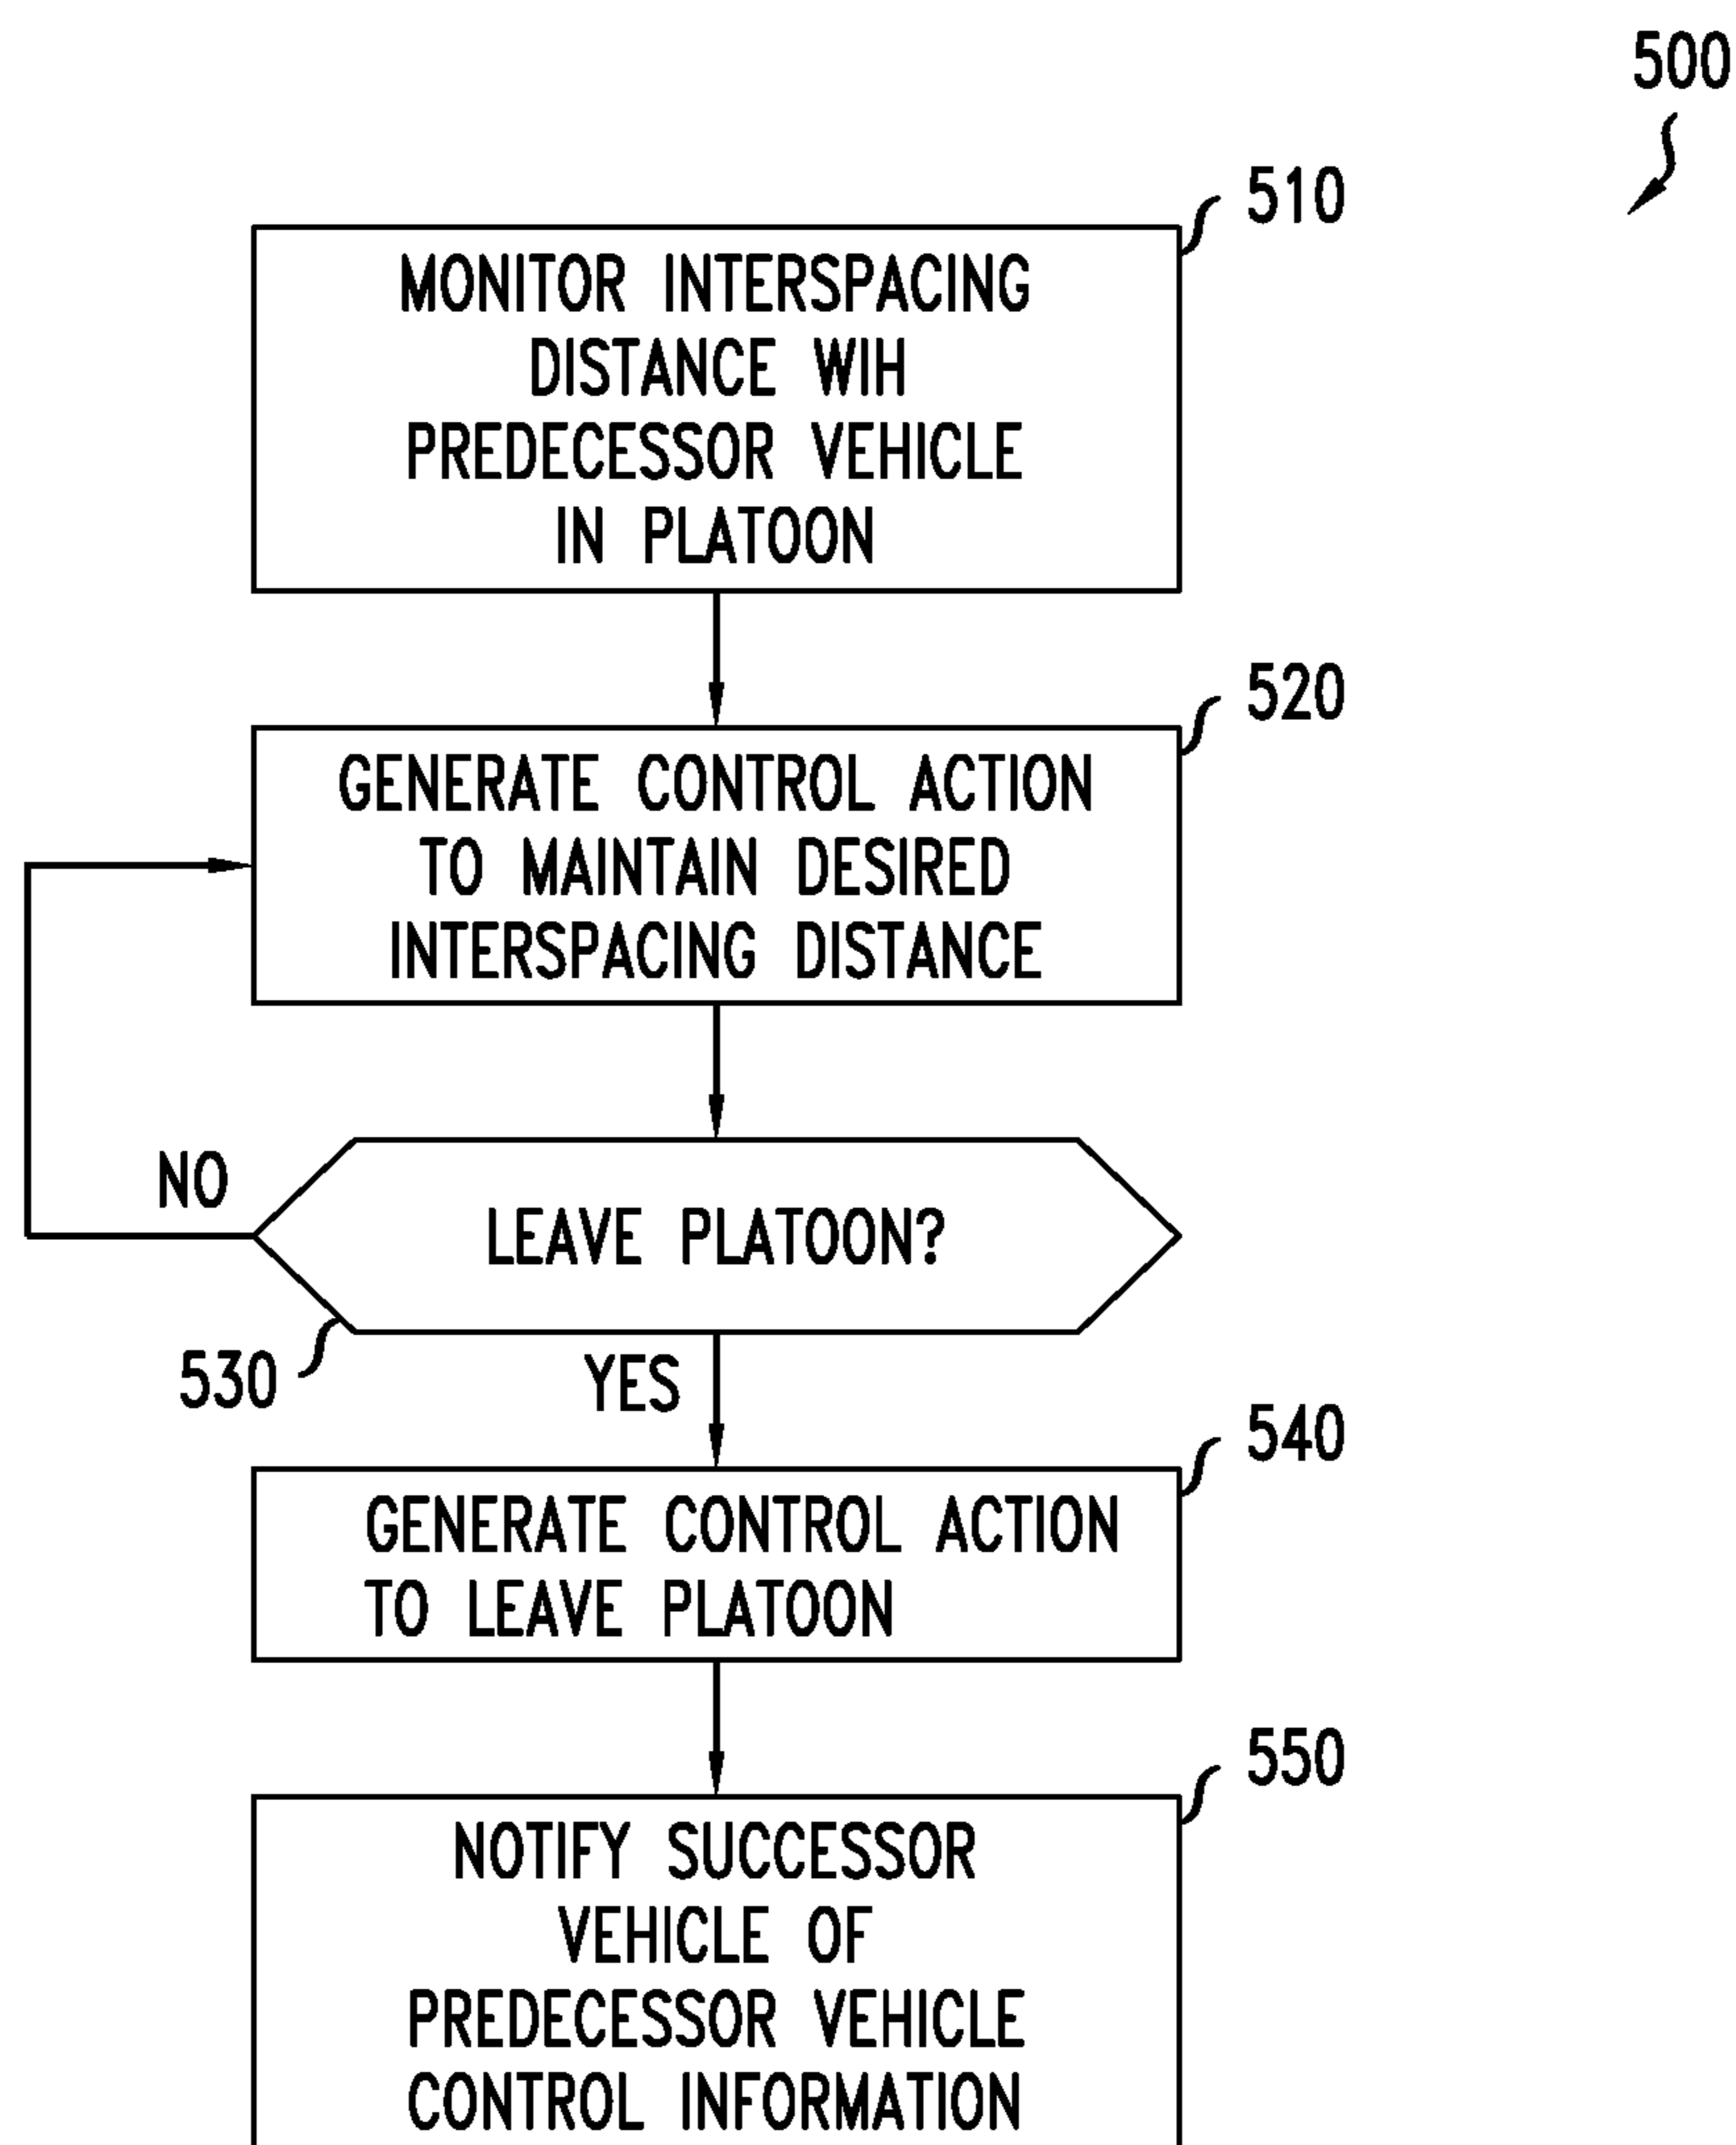 500
510
MONITOR INTERSPACING
DISTANCE WIH
PREDECESSOR VEHICLE
IN PLATOON
520
GENERATE CONTROL ACTION
TO MAINTAIN DESIRED
INTERSPACING DISTANCE
NO
LEAVE PLATOON?
530
YES
540
GENERATE CONTROL ACTION
TO LEAVE PLATOON
550
NOTIFY SUCCESSOR
VEHICLE OF
PREDECESSOR VEHICLE
CONTROL INFORMATION